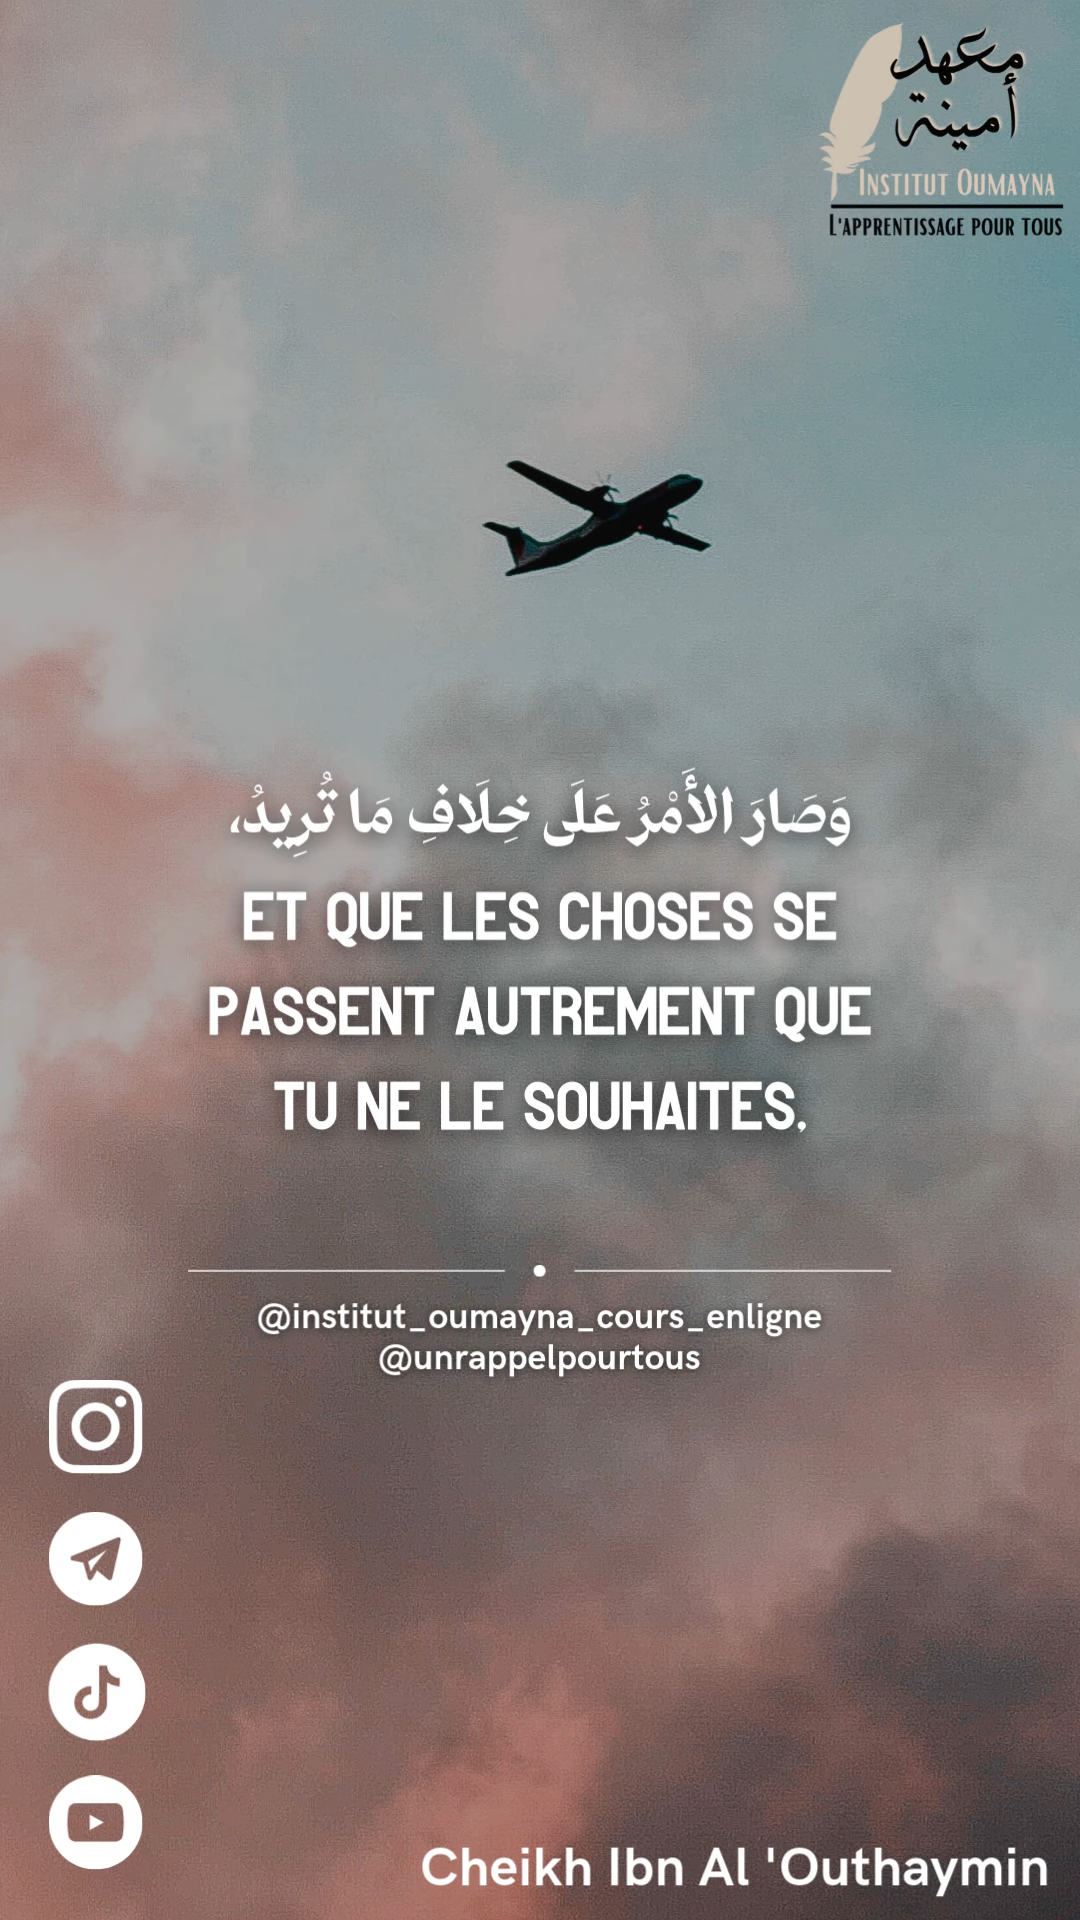 معهد
أمينة
Institut Oumayna
L'apprentissage pour tous
وَصَارَ الأَمْرُ عَلَى خِلَافِ مَا تُرِيدُ،
ET QUE LES CHOSES SE
PASSENT AUTREMENT QUE
TU NE LE SOUHAITES,
@institut_oumayna_cours_enligne
@unrappelpourtous
Cheikh Ibn Al 'Outhaymin